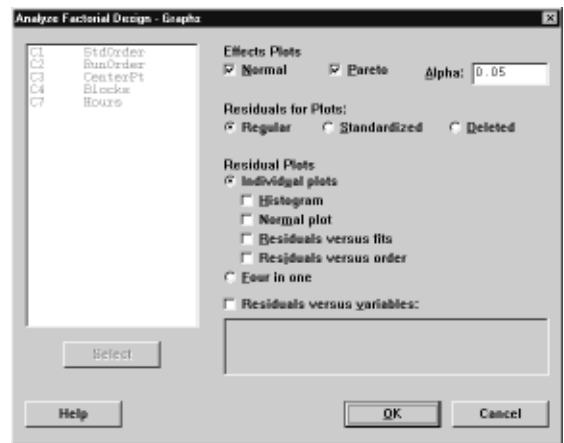 Analyze Factorial Design - Graphs
C1 StdOrder
C2 RunOrder
C3 CenterPt
C4 Blocks
C7 Hours
Effects Plots
Normal Pareto Alpha: 0.05
Residuals for Plots:
Regular Standardized Deleted
Residual Plots
Individual plots
Histogram
Normal plot
Residuals versus fits
Residuals versus order
Four in one
Residuals versus variables:
Select
Help OK Cancel